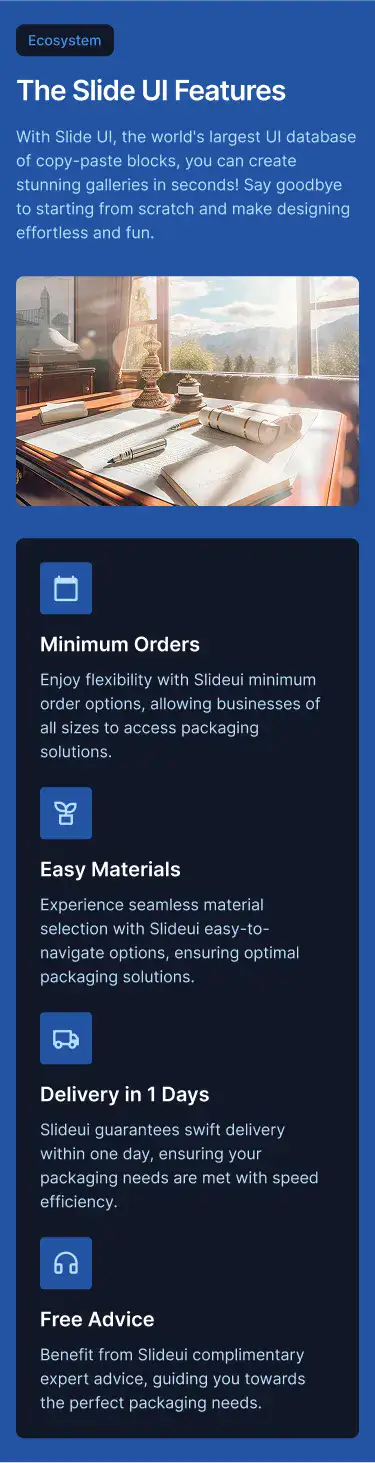 Ecosystem
The Slide UI Features
With Slide UI, the world's largest UI database
of copy-paste blocks, you can create
stunning galleries in seconds! Say goodbye
to starting from scratch and make designing
effortless and fun.
Minimum Orders
Enjoy flexibility with Slideui minimum
order options, allowing businesses of
all sizes to access packaging
solutions.
Easy Materials
Experience seamless material
selection with Slideui easy-to-
navigate options, ensuring optimal
packaging solutions.
Delivery in 1 Days
Slideui guarantees swift delivery
within one day, ensuring your
packaging needs are met with speed
efficiency.
Free Advice
Benefit from Slideui complimentary
expert advice, guiding you towards
the perfect packaging needs.